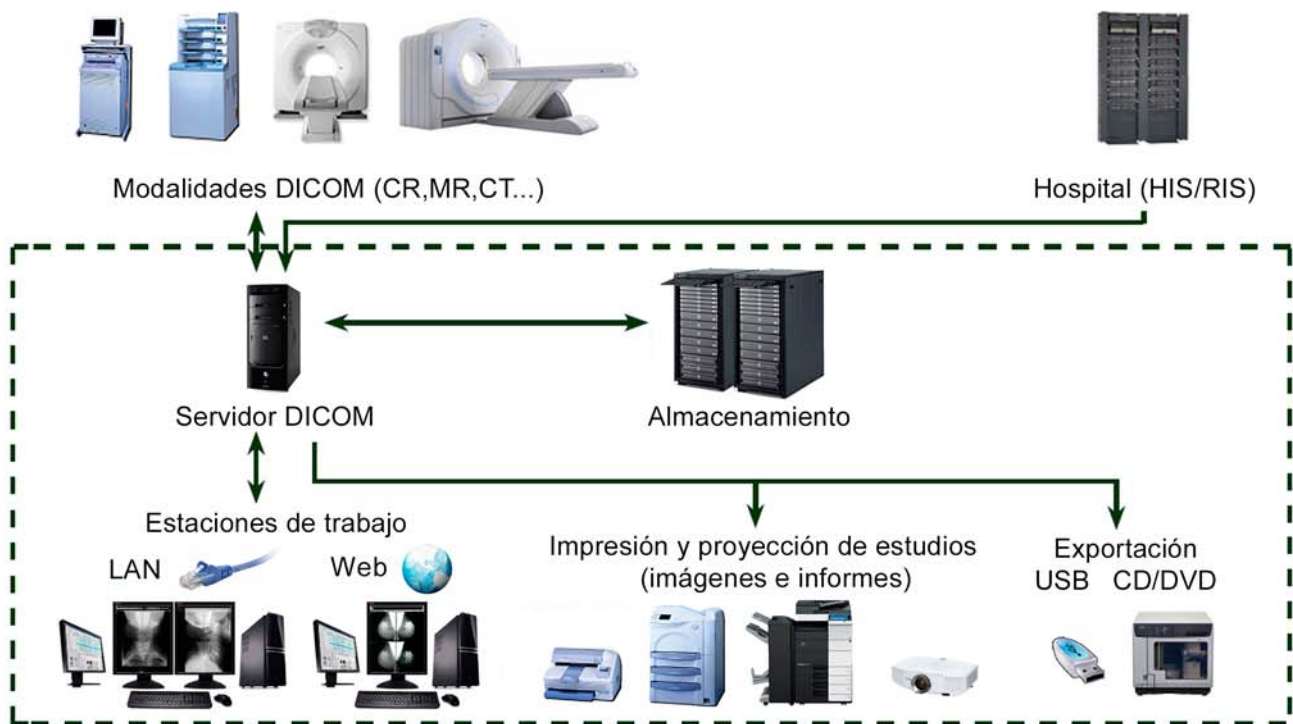 Modalidades DICOM (CR,MR,CT...)
Hospital (HIS/RIS)
Servidor DICOM
Almacenamiento
Estaciones de trabajo
LAN
Web
Impresión y proyección de estudios
(imágenes e informes)
Exportación
USB CD/DVD